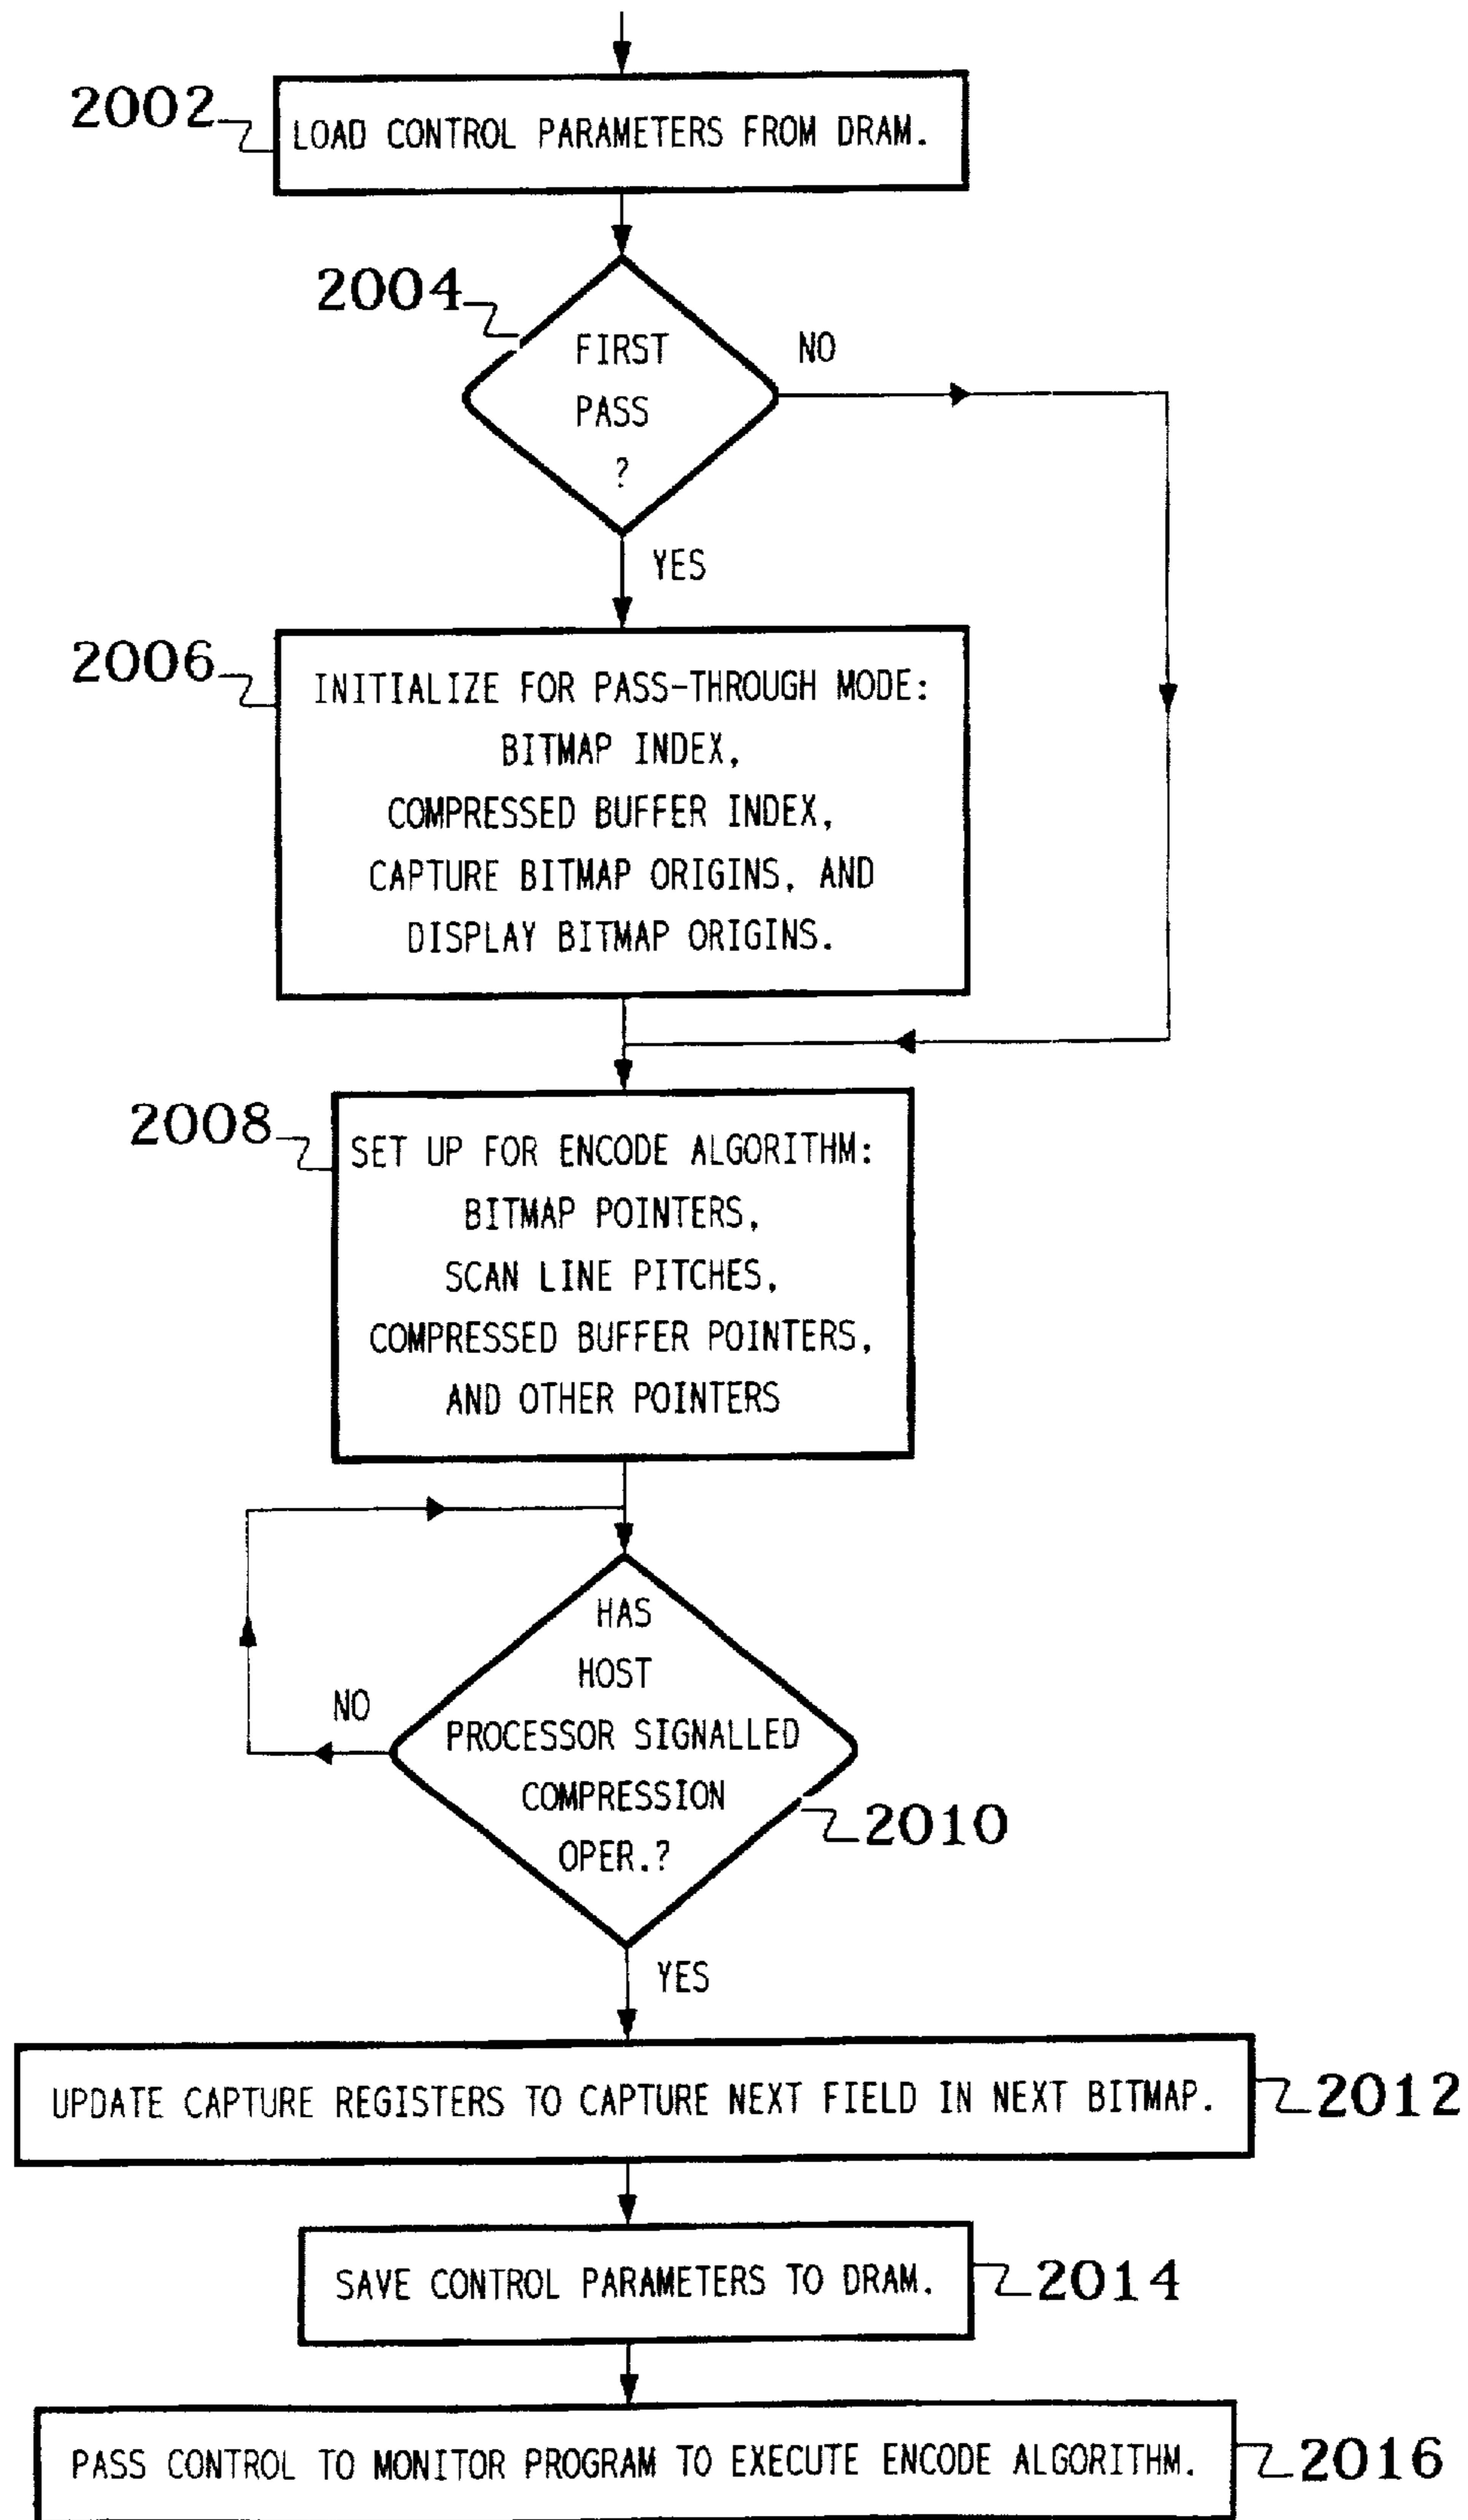 2002
LOAD CONTROL PARAMETERS FROM DRAM.
2004
FIRST
PASS
?
NO
YES
2006
INITIALIZE FOR PASS-THROUGH MODE:
BITMAP INDEX,
COMPRESSED BUFFER INDEX,
CAPTURE BITMAP ORIGINS, AND
DISPLAY BITMAP ORIGINS.
2008
SET UP FOR ENCODE ALGORITHM:
BITMAP POINTERS,
SCAN LINE PITCHES,
COMPRESSED BUFFER POINTERS,
AND OTHER POINTERS
HAS
HOST
PROCESSOR SIGNALLED
COMPRESSION
OPER.?
NO
2010
YES
UPDATE CAPTURE REGISTERS TO CAPTURE NEXT FIELD IN NEXT BITMAP.
2012
SAVE CONTROL PARAMETERS TO DRAM.
2014
PASS CONTROL TO MONITOR PROGRAM TO EXECUTE ENCODE ALGORITHM.
2016